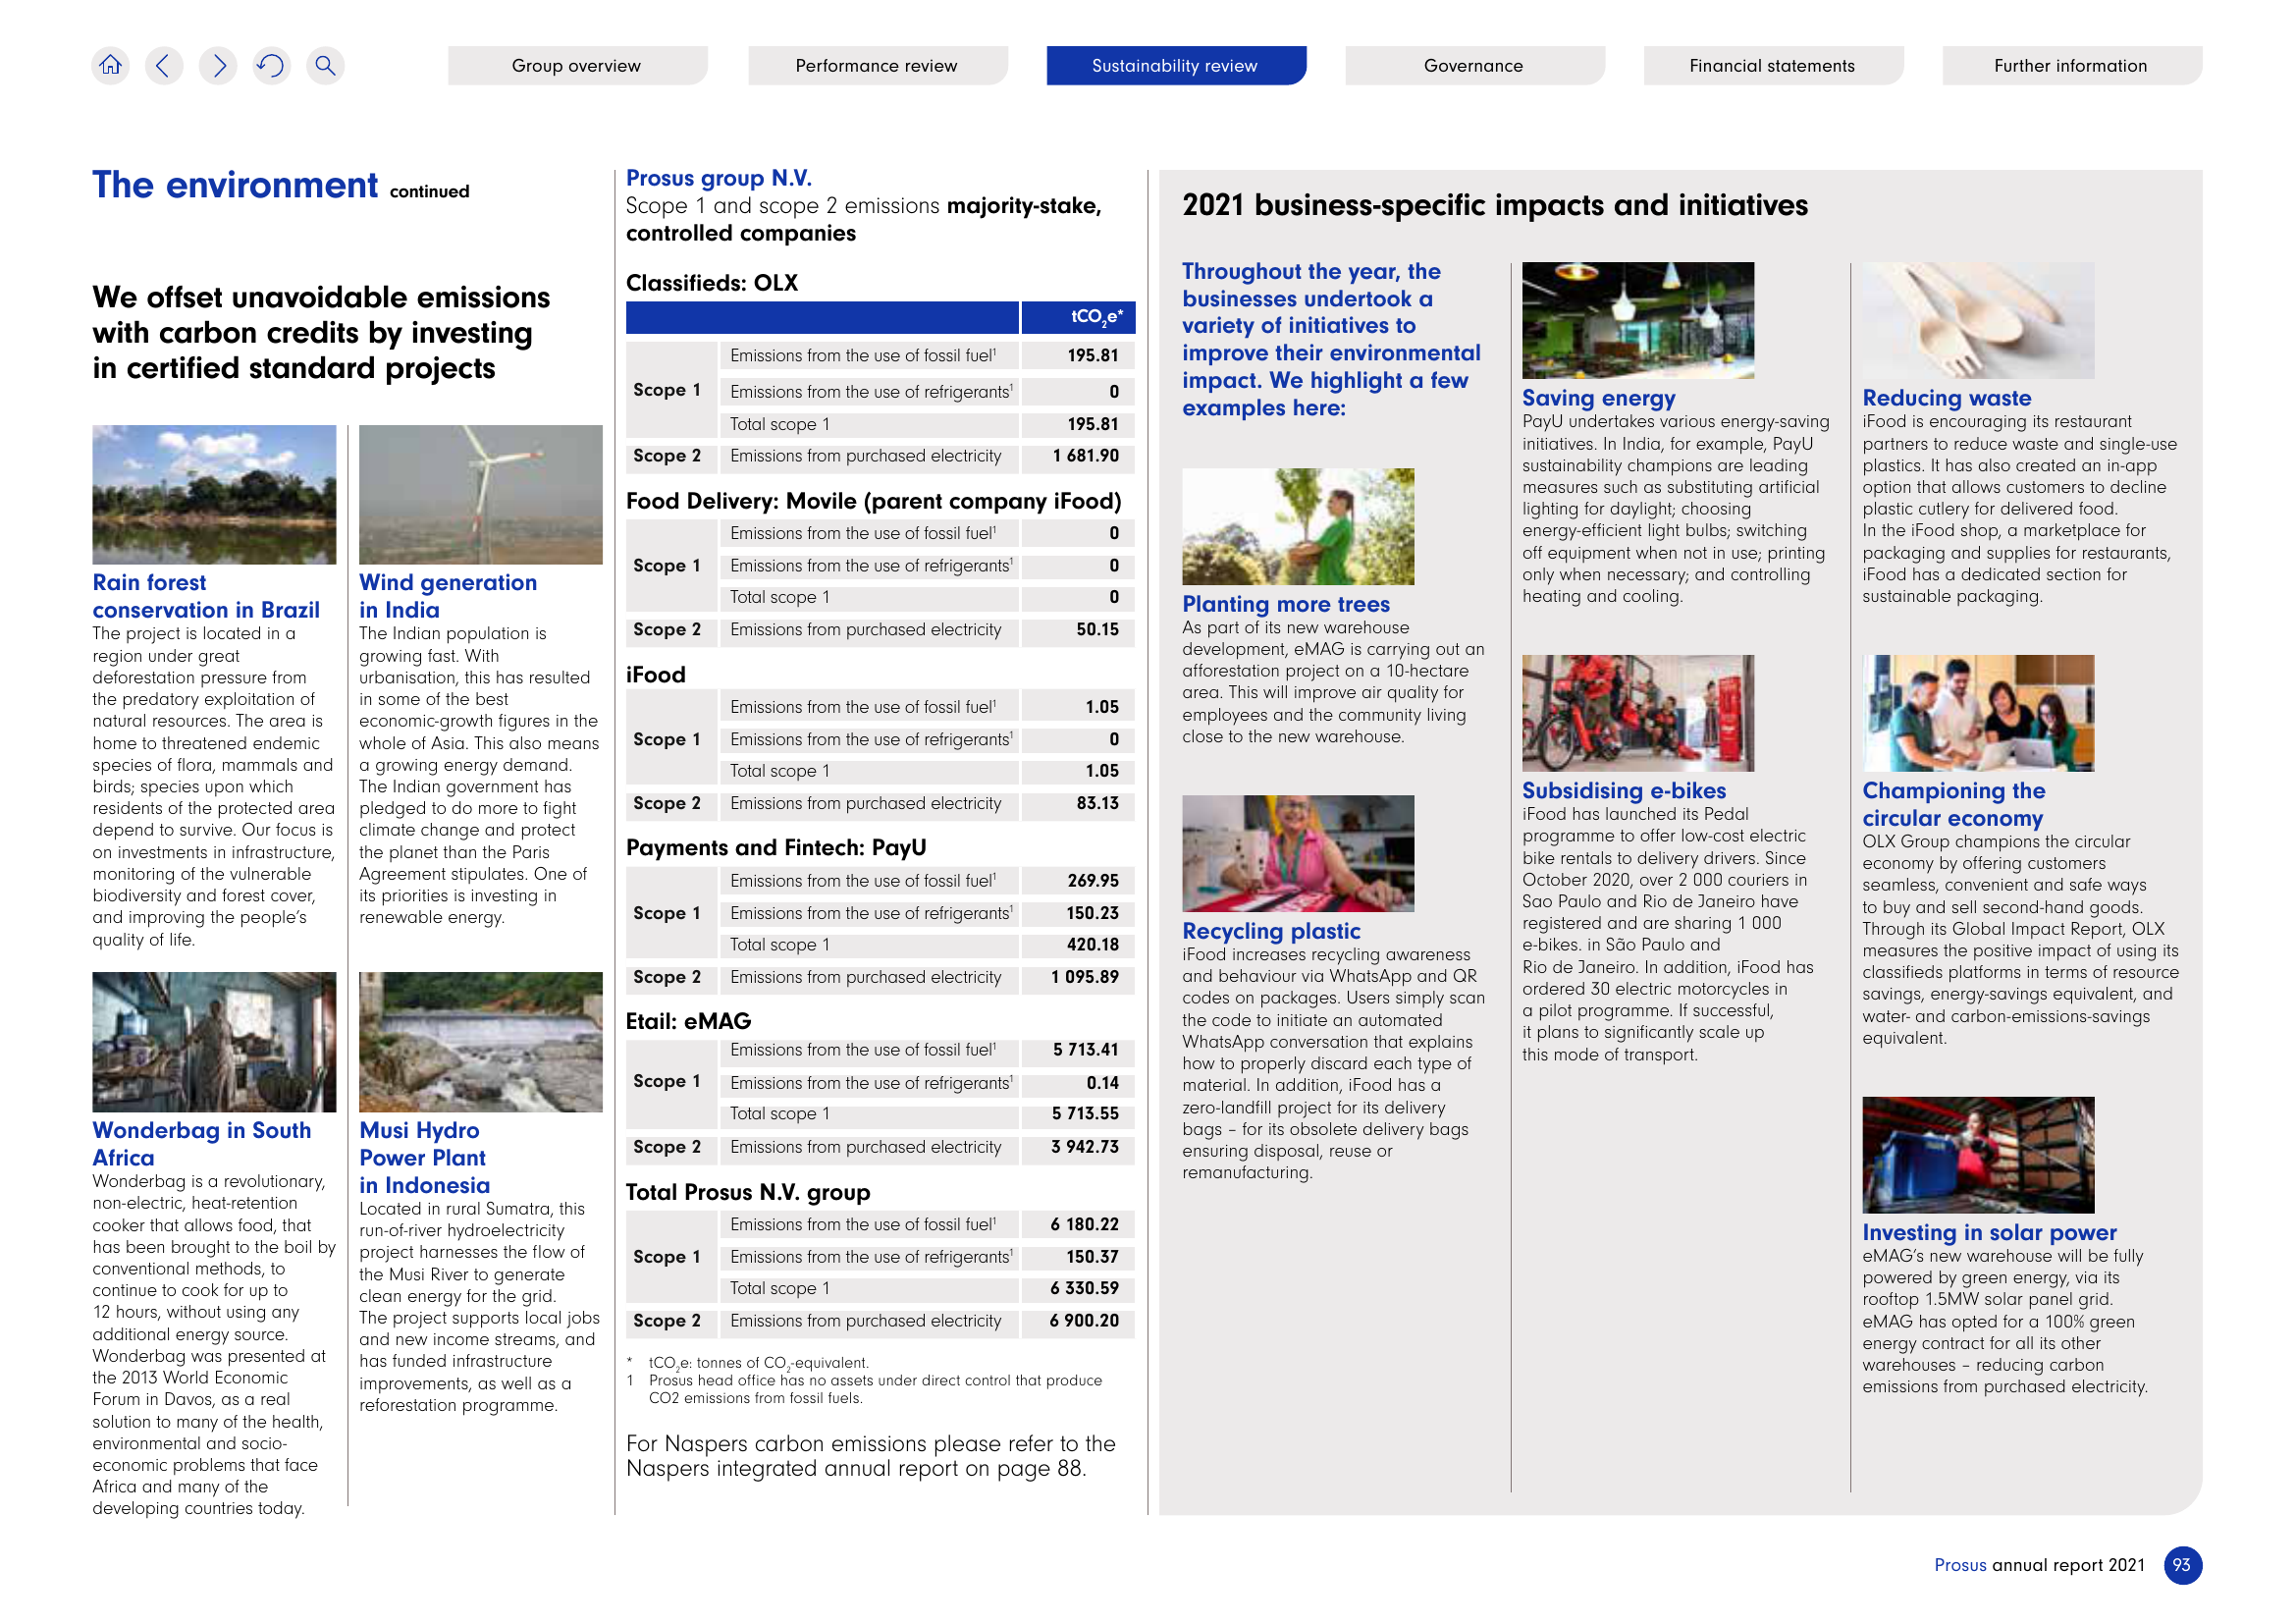 Group overview
Performance review
Sustainability review
Governance
Financial statements
Further information
The environment continued
We offset unavoidable emissions
with carbon credits by investing
in certified standard projects
Rain forest
conservation in Brazil
The project is located in a
region under great
deforestation pressure from
the predatory exploitation of
natural resources. The area is
home to threatened endemic
species of flora, mammals and
birds; species upon which
residents of the protected area
depend to survive. Our focus is
on investments in infrastructure,
monitoring of the vulnerable
biodiversity and forest cover,
and improving the people's
quality of life.
Wonderbag in South
Africa
Wonderbag is a revolutionary,
non-electric, heat-retention
cooker that allows food, that
has been brought to the boil by
conventional methods, to
continue to cook for up to
12 hours, without using any
additional energy source.
Wonderbag was presented at
the 2013 World Economic
Forum in Davos, as a real
solution to many of the health,
environmental and socio-
economic problems that face
Africa and many of the
developing countries today.
Wind generation
in India
The Indian population is
growing fast. With
urbanisation, this has resulted
in some of the best
economic-growth figures in the
whole of Asia. This also means
a growing energy demand.
The Indian government has
pledged to do more to fight
climate change and protect
the planet than the Paris
Agreement stipulates. One of
its priorities is investing in
renewable energy.
Musi Hydro
Power Plant
in Indonesia
Located in rural Sumatra, this
run-of-river hydroelectricity
project harnesses the flow of
the Musi River to generate
clean energy for the grid.
The project supports local jobs
and new income streams, and
has funded infrastructure
improvements, as well as a
reforestation programme.
Prosus group N.V.
Scope 1 and scope 2 emissions majority-stake,
controlled companies
Classifieds: OLX
tCO2e*
Scope 1
Emissions from the use of fossil fuel1 195.81
Emissions from the use of refrigerants1 0
Total scope 1 195.81
Scope 2 Emissions from purchased electricity 1 681.90
Food Delivery: Movile (parent company iFood)
Scope 1
Emissions from the use of fossil fuel1 0
Emissions from the use of refrigerants1 0
Total scope 1 0
Scope 2 Emissions from purchased electricity 50.15
iFood
Scope 1
Emissions from the use of fossil fuel1 1.05
Emissions from the use of refrigerants1 0
Total scope 1 1.05
Scope 2 Emissions from purchased electricity 83.13
Payments and Fintech: PayU
Scope 1
Emissions from the use of fossil fuel1 269.95
Emissions from the use of refrigerants1 150.23
Total scope 1 420.18
Scope 2 Emissions from purchased electricity 1 095.89
Etail: eMAG
Scope 1
Emissions from the use of fossil fuel1 5 713.41
Emissions from the use of refrigerants1 0.14
Total scope 1 5 713.55
Scope 2 Emissions from purchased electricity 3 942.73
Total Prosus N.V. group
Scope 1
Emissions from the use of fossil fuel1 6 180.22
Emissions from the use of refrigerants1 150.37
Total scope 1 6 330.59
Scope 2 Emissions from purchased electricity 6 900.20
* tCO2e: tonnes of CO2-equivalent.
1 Prosus head office has no assets under direct control that produce
CO2 emissions from fossil fuels.
For Naspers carbon emissions please refer to the
Naspers integrated annual report on page 88.
2021 business-specific impacts and initiatives
Throughout the year, the
businesses undertook a
variety of initiatives to
improve their environmental
impact. We highlight a few
examples here:
Planting more trees
As part of its new warehouse
development, eMAG is carrying out an
afforestation project on a 10-hectare
area. This will improve air quality for
employees and the community living
close to the new warehouse.
Recycling plastic
iFood increases recycling awareness
and behaviour via WhatsApp and QR
codes on packages. Users simply scan
the code to initiate an automated
WhatsApp conversation that explains
how to properly discard each type of
material. In addition, iFood has a
zero-landfill project for its delivery
bags – for its obsolete delivery bags
ensuring disposal, reuse or
remanufacturing.
Saving energy
PayU undertakes various energy-saving
initiatives. In India, for example, PayU
sustainability champions are leading
measures such as substituting artificial
lighting for daylight; choosing
energy-efficient light bulbs; switching
off equipment when not in use; printing
only when necessary; and controlling
heating and cooling.
Subsidising e-bikes
iFood has launched its Pedal
programme to offer low-cost electric
bike rentals to delivery drivers. Since
October 2020, over 2 000 couriers in
Sao Paulo and Rio de Janeiro have
registered and are sharing 1 000
e-bikes. in São Paulo and
Rio de Janeiro. In addition, iFood has
ordered 30 electric motorcycles in
a pilot programme. If successful,
it plans to significantly scale up
this mode of transport.
Reducing waste
iFood is encouraging its restaurant
partners to reduce waste and single-use
plastics. It has also created an in-app
option that allows customers to decline
plastic cutlery for delivered food.
In the iFood shop, a marketplace for
packaging and supplies for restaurants,
iFood has a dedicated section for
sustainable packaging.
Championing the
circular economy
OLX Group champions the circular
economy by offering customers
seamless, convenient and safe ways
to buy and sell second-hand goods.
Through its Global Impact Report, OLX
measures the positive impact of using its
classifieds platforms in terms of resource
savings, energy-savings equivalent, and
water- and carbon-emissions-savings
equivalent.
Investing in solar power
eMAG's new warehouse will be fully
powered by green energy, via its
rooftop 1.5MW solar panel grid.
eMAG has opted for a 100% green
energy contract for all its other
warehouses – reducing carbon
emissions from purchased electricity.
Prosus annual report 2021 93